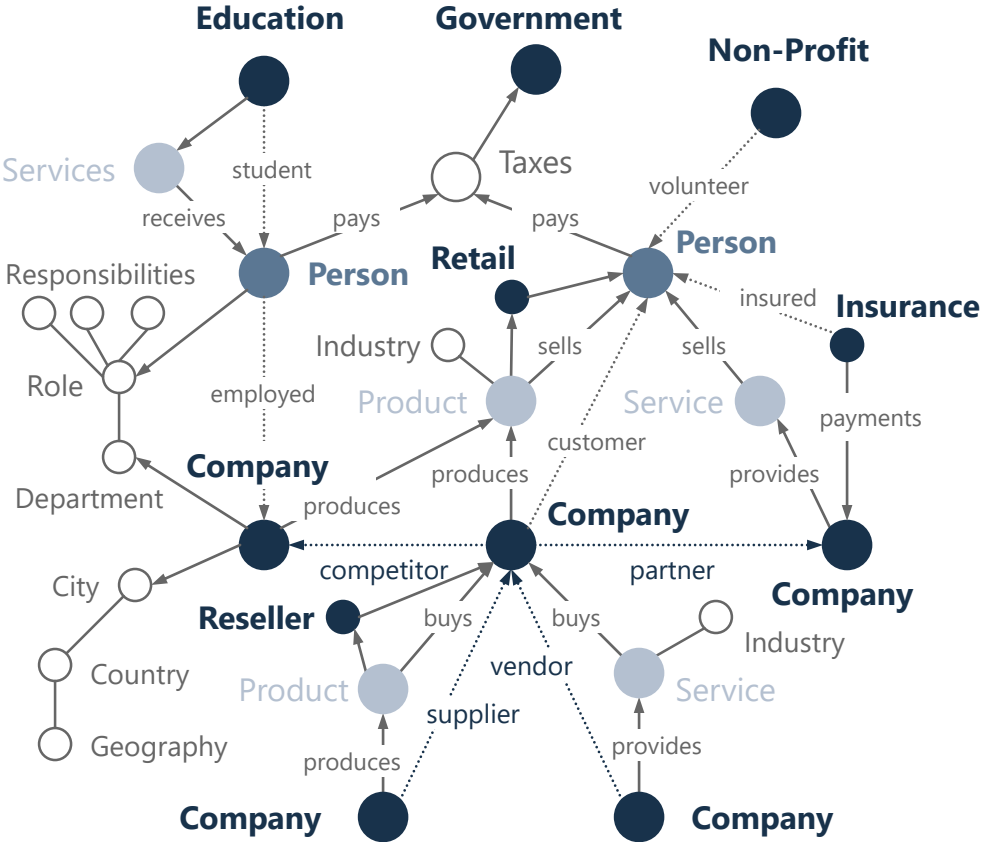 Education
Government
Non-Profit
Services
student
Taxes
volunteer
receives
pays
pays
Person
Retail
Responsibilities
Person
insured
Insurance
Industry
sells
sells
Role
employed
Product
Service
payments
customer
Company
produces
provides
Department
produces
Company
competitor
partner
City
Company
Reseller
buys
buys
Industry
Country
vendor
Product
Service
supplier
Geography
produces
provides
Company
Company